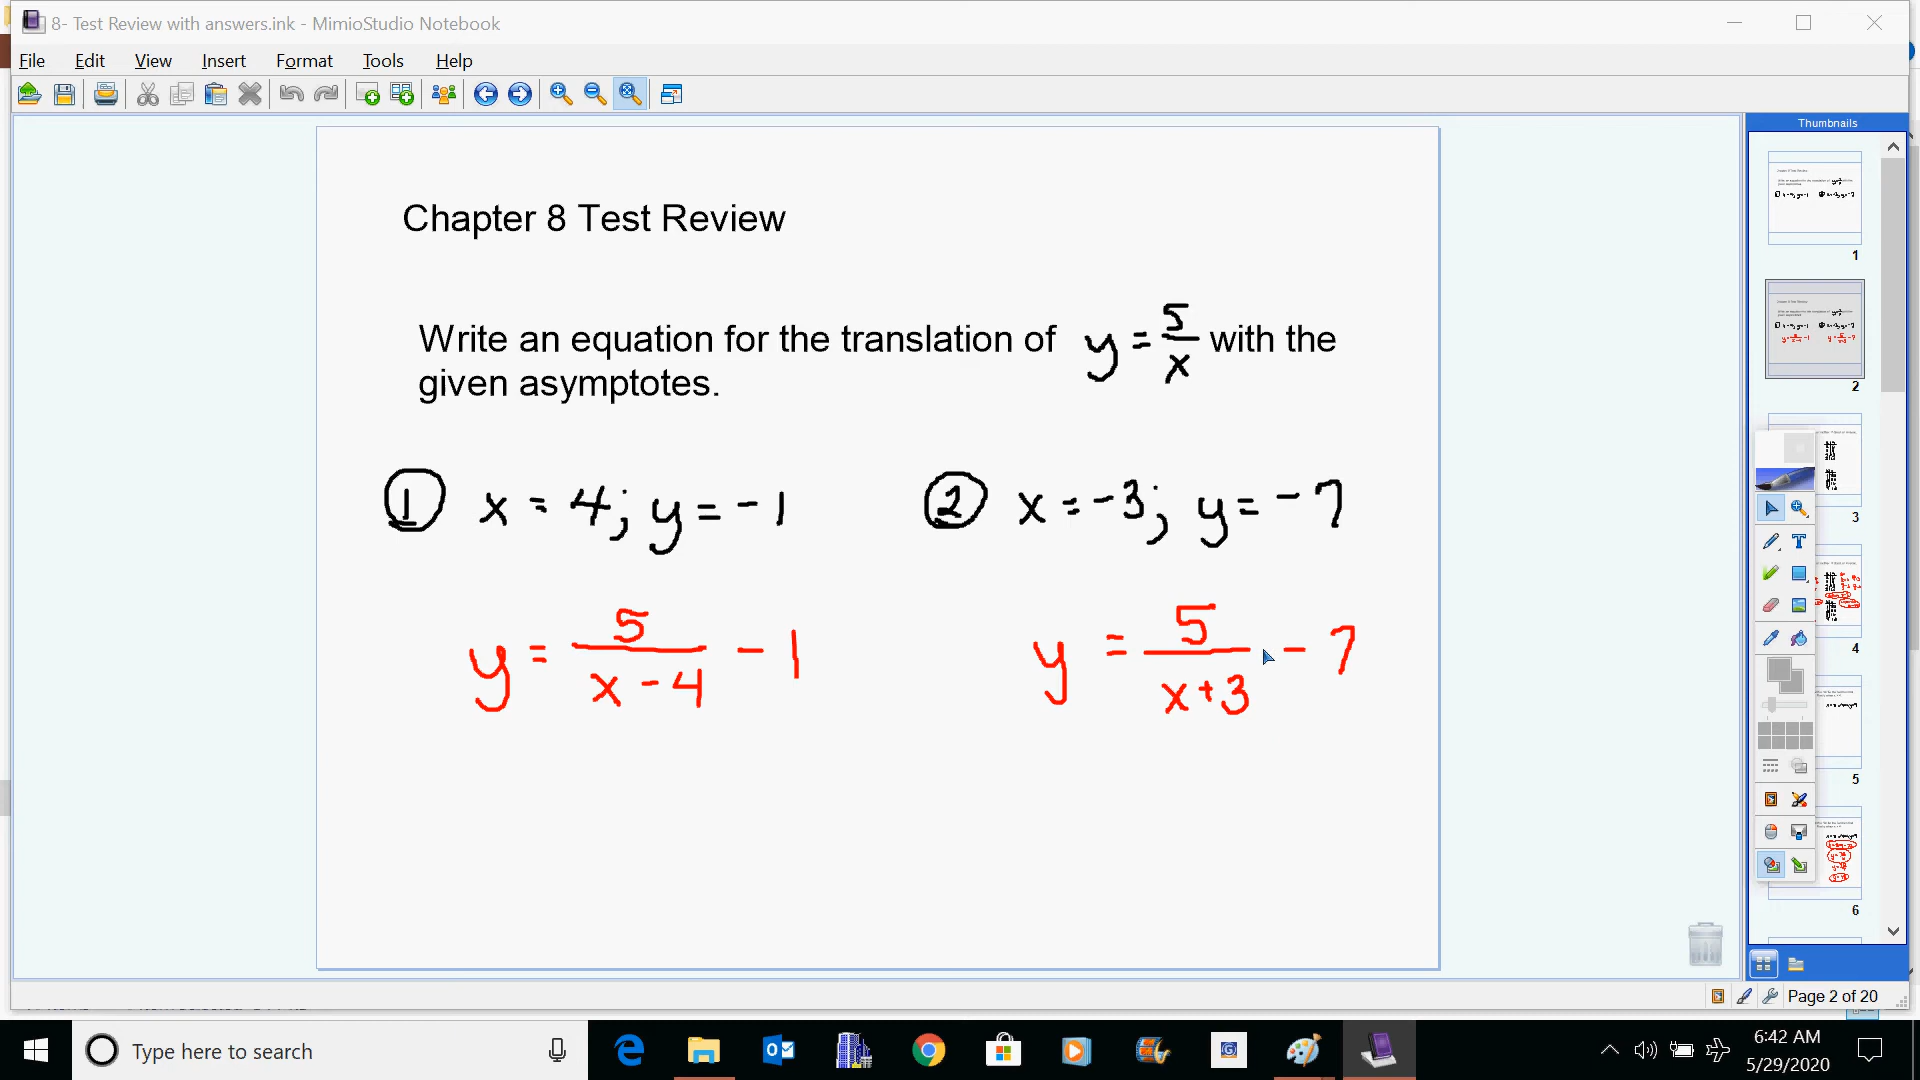 8- Test Review with answers.ink - MimioStudio Notebook
File Edit View Insert Format Tools Help
Thumbnails
Chapter 8 Test Review
Write an equation for the translation of y = 5/x with the
given asymptotes.
① x = 4; y = -1
② x = -3; y = -7
y = 5/(x - 4) - 1
y = 5/(x + 3) - 7
1
2
3
4
5
6
Page 2 of 20
Type here to search
6:42 AM
5/29/2020